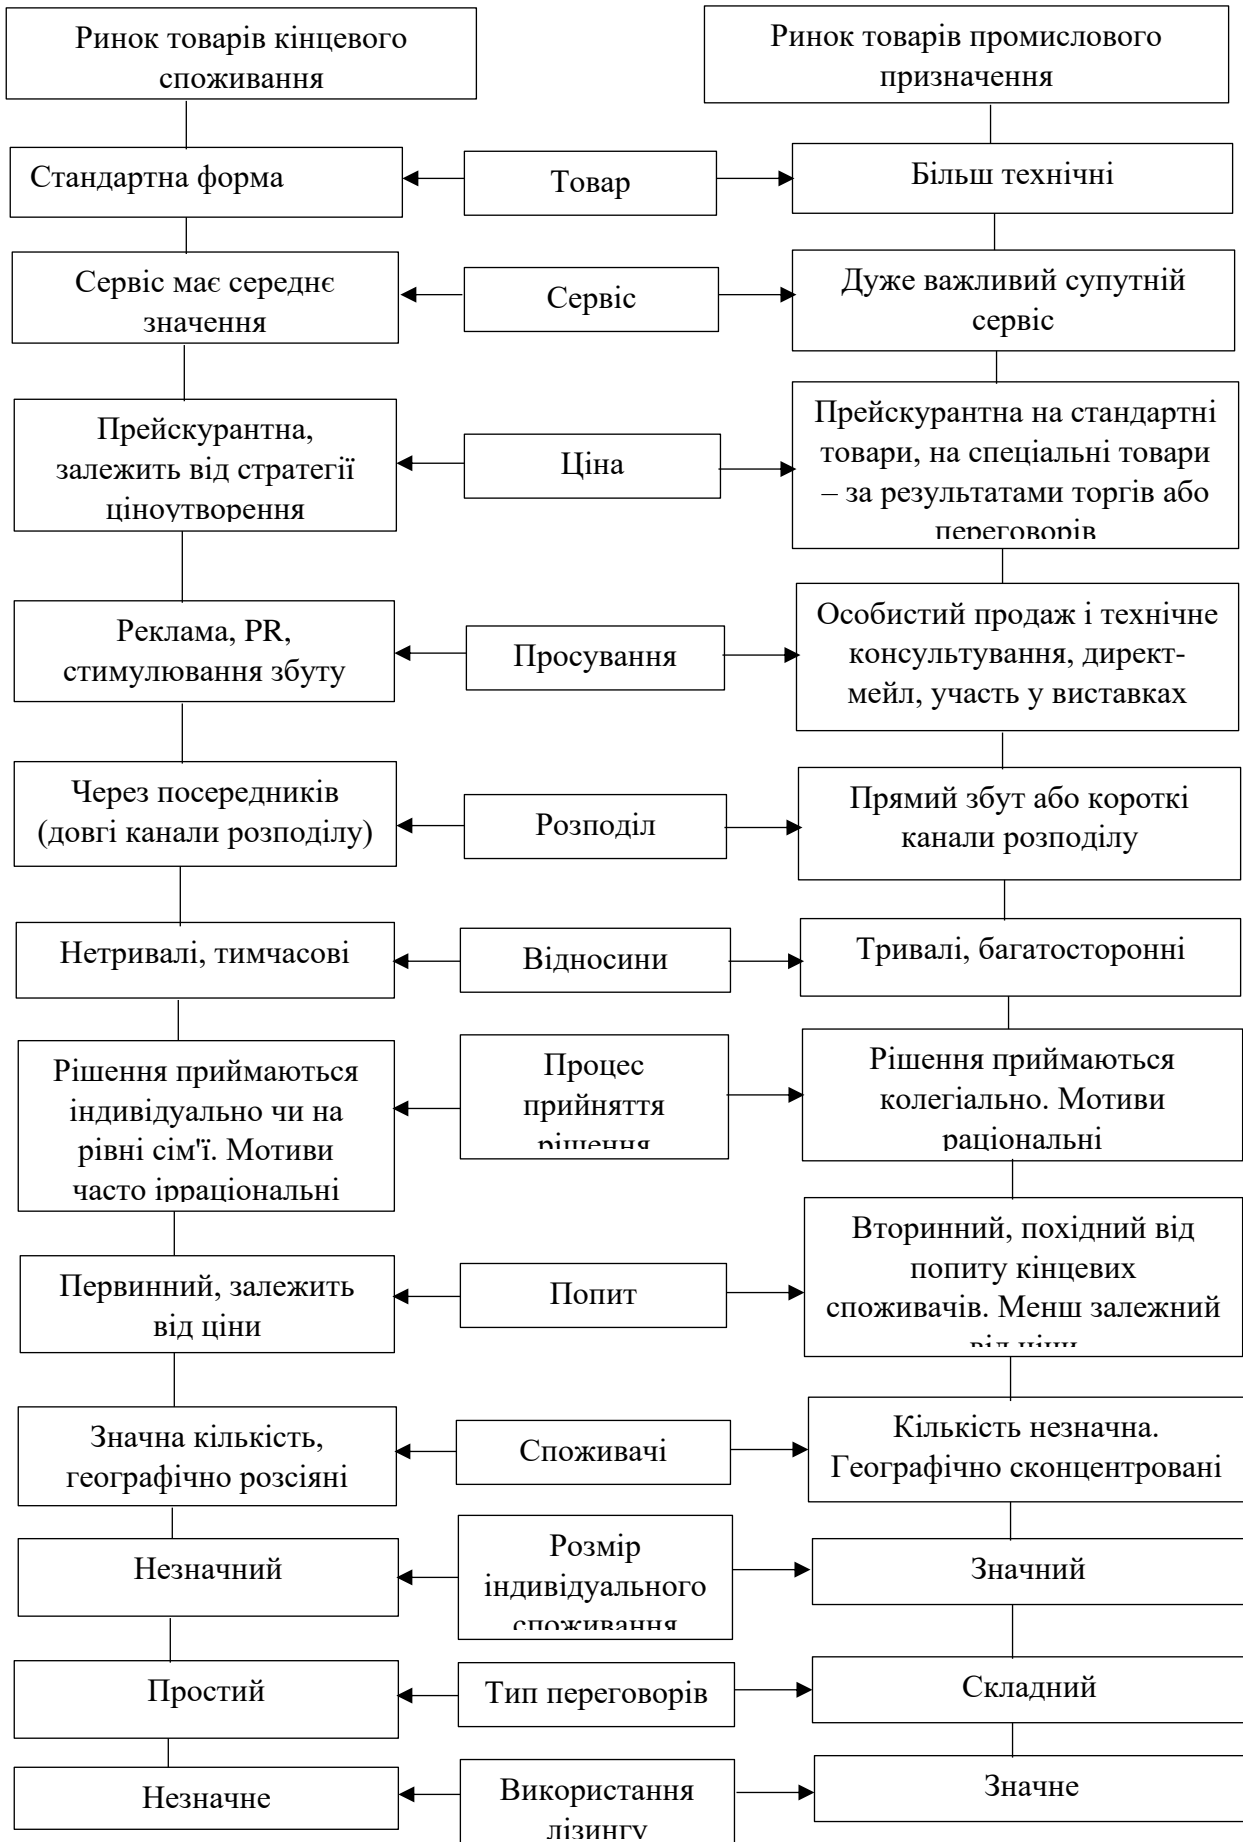 Ринок товарів кінцевого
споживання
Ринок товарів промислового
призначення
Стандартна форма
Товар
Більш технічні
Сервіс має середнє
значення
Сервіс
Дуже важливий супутній
сервіс
Прейскурантна,
залежить від стратегії
ціноутворення
Ціна
Прейскурантна на стандартні
товари, на спеціальні товари
– за результатами торгів або
переговорів
Реклама, PR,
стимулювання збуту
Просування
Особистий продаж і технічне
консультування, директ-
мейл, участь у виставках
Через посередників
(довгі канали розподілу)
Розподіл
Прямий збут або короткі
канали розподілу
Нетривалі, тимчасові
Відносини
Тривалі, багатосторонні
Рішення приймаються
індивідуально чи на
рівні сім'ї. Мотиви
часто ірраціональні
Процес
прийняття
рішення
Рішення приймаються
колегіально. Мотиви
раціональні
Первинний, залежить
від ціни
Попит
Вторинний, похідний від
попиту кінцевих
споживачів. Менш залежний
від ціни
Значна кількість,
географічно розсіяні
Споживачі
Кількість незначна.
Географічно сконцентровані
Незначний
Розмір
індивідуального
споживання
Значний
Простий
Тип переговорів
Складний
Незначне
Використання
лізингу
Значне